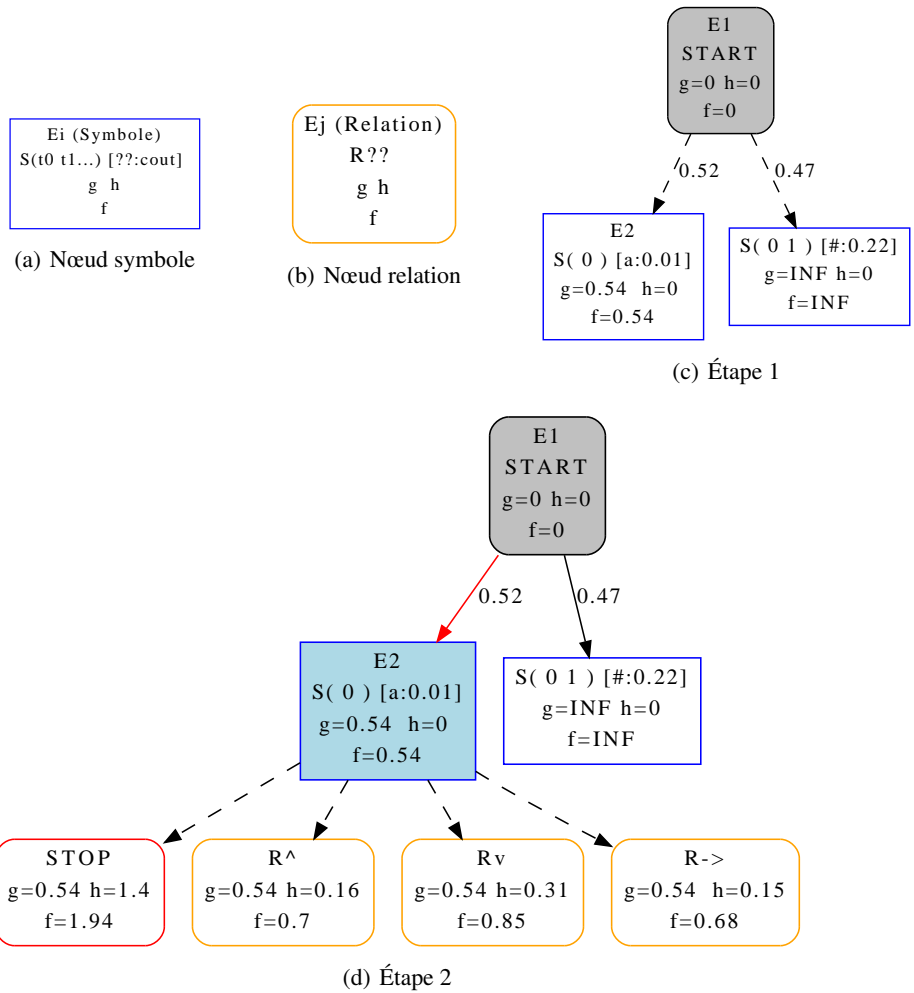 Ei (Symbole)
S(t0 t1...) [??:cout]
g h
f
(a) Nœud symbole
Ej (Relation)
R??
g h
f
(b) Nœud relation
E1
START
g=0 h=0
f=0
0.52
0.47
E2
S( 0 ) [a:0.01]
g=0.54 h=0
f=0.54
S( 0 1 ) [#:0.22]
g=INF h=0
f=INF
(c) Étape 1
E1
START
g=0 h=0
f=0
0.52
0.47
E2
S( 0 ) [a:0.01]
g=0.54 h=0
f=0.54
S( 0 1 ) [#:0.22]
g=INF h=0
f=INF
STOP
g=0.54 h=1.4
f=1.94
R^
g=0.54 h=0.16
f=0.7
Rv
g=0.54 h=0.31
f=0.85
R->
g=0.54 h=0.15
f=0.68
(d) Étape 2